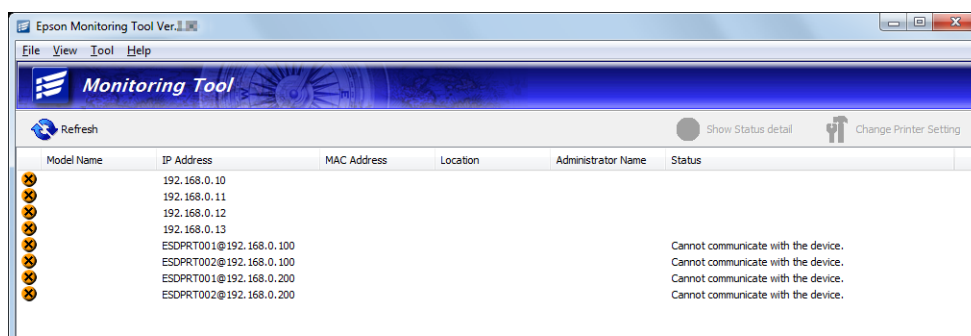 Epson Monitoring Tool Ver.
File View Tool Help
Monitoring Tool
Refresh Show Status detail Change Printer Setting
Model Name IP Address MAC Address Location Administrator Name Status
192.168.0.10
192.168.0.11
192.168.0.12
192.168.0.13
ESDPRT001@192.168.0.100 Cannot communicate with the device.
ESDPRT002@192.168.0.100 Cannot communicate with the device.
ESDPRT001@192.168.0.200 Cannot communicate with the device.
ESDPRT002@192.168.0.200 Cannot communicate with the device.